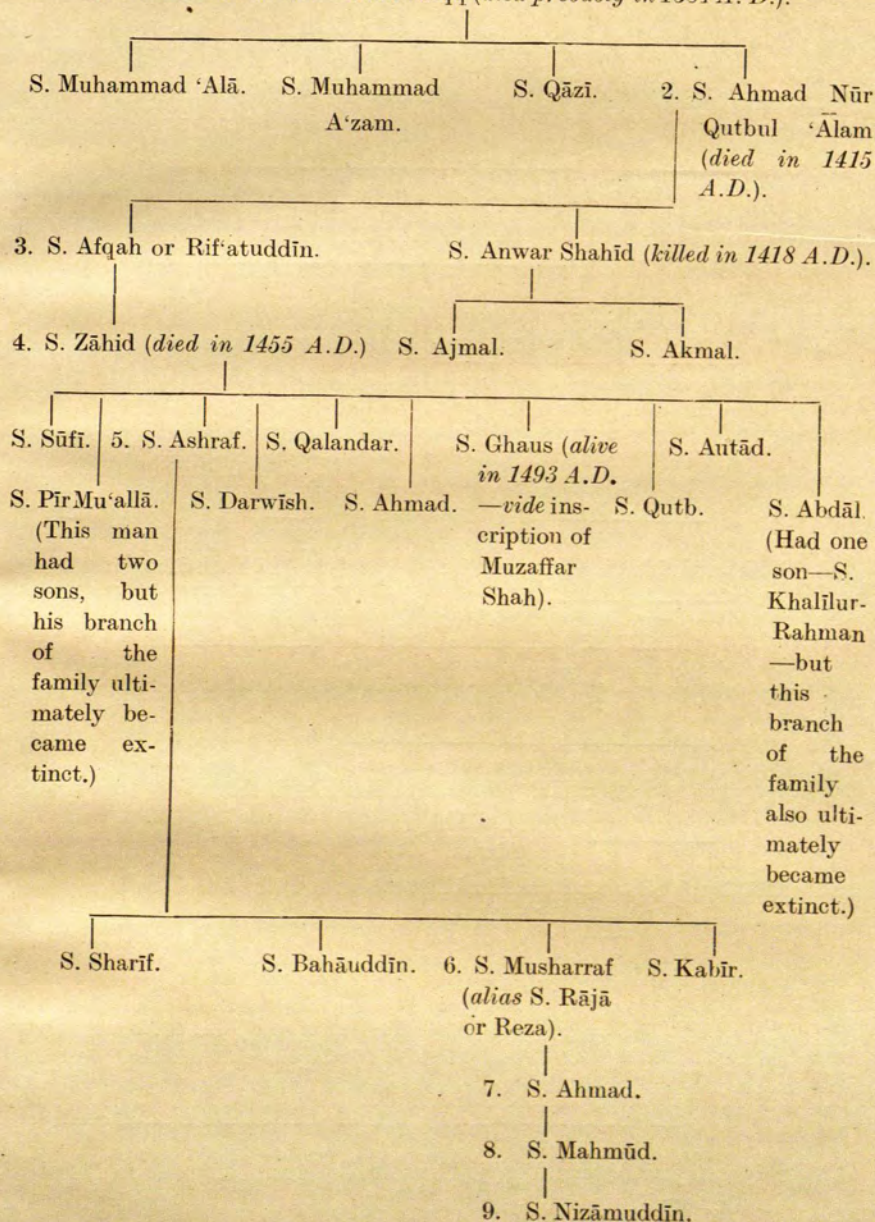 (died probably in 1384 A.D.).
S. Muhammad ‘Alā. S. Muhammad S. Qāzī. 2. S. Ahmad Nūr
A‘zam. Qutbul ‘Ālam
(died in 1415
A.D.).
3. S. Afqah or Rif‘atuddīn. S. Anwar Shahīd (killed in 1418 A.D.).
4. S. Zāhid (died in 1455 A.D.) S. Ajmal. S. Akmal.
S. Sūfī. 5. S. Ashraf. S. Qalandar. S. Ghaus (alive
in 1493 A.D.
—vide ins-
cription of
Muzaffar
Shah).
S. Autād.
S. Pīr Mu‘allā.
(This man
had two
sons, but
his branch
of the
family ulti-
mately be-
came ex-
tinct.)
S. Darwīsh. S. Ahmad. S. Qutb.
S. Abdāl.
(Had one
son—S.
Khalīlur-
Rahman
—but
this
branch
of the
family
also ulti-
mately
became
extinct.)
S. Sharīf. S. Bahāuddīn. 6. S. Musharraf S. Kabīr.
(alias S. Rājā
or Reza).
7. S. Ahmad.
8. S. Mahmūd.
9. S. Nizāmuddīn.